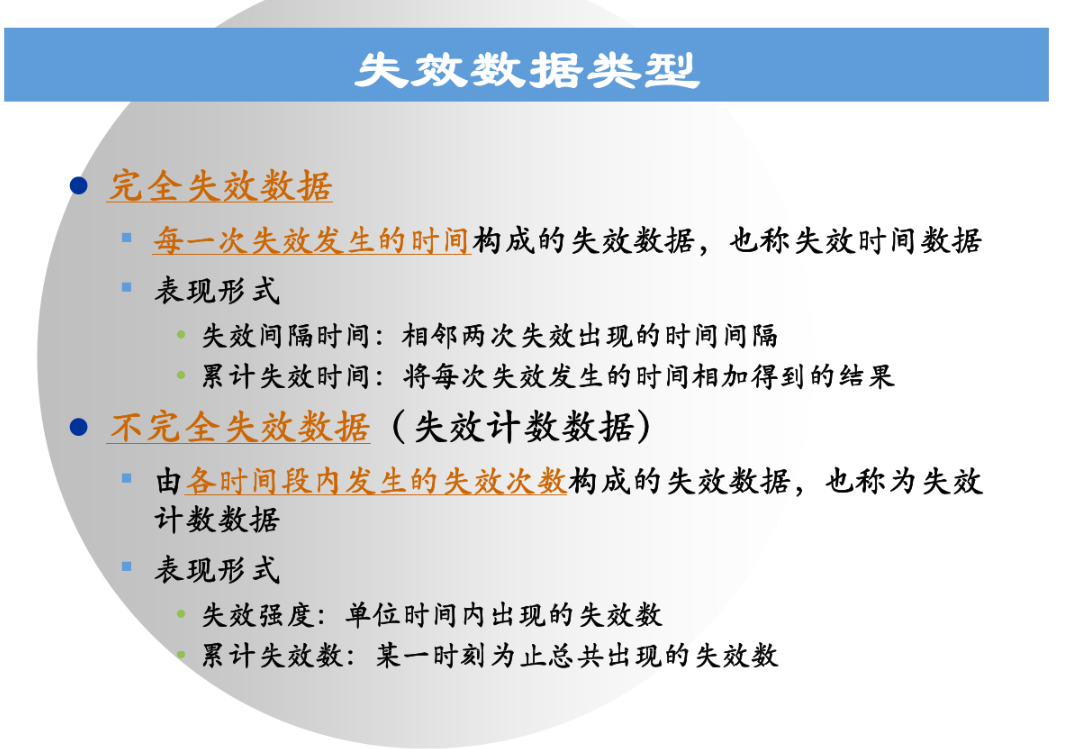 失效数据类型
完全失效数据
每一次失效发生的时间构成的失效数据，也称失效时间数据
表现形式
失效间隔时间：相邻两次失效出现的时间间隔
累计失效时间：将每次失效发生的时间相加得到的结果
不完全失效数据（失效计数数据）
由各时间段内发生的失效次数构成的失效数据，也称为失效
计数数据
表现形式
失效强度：单位时间内出现的失效数
累计失效数：某一时刻为止总共出现的失效数